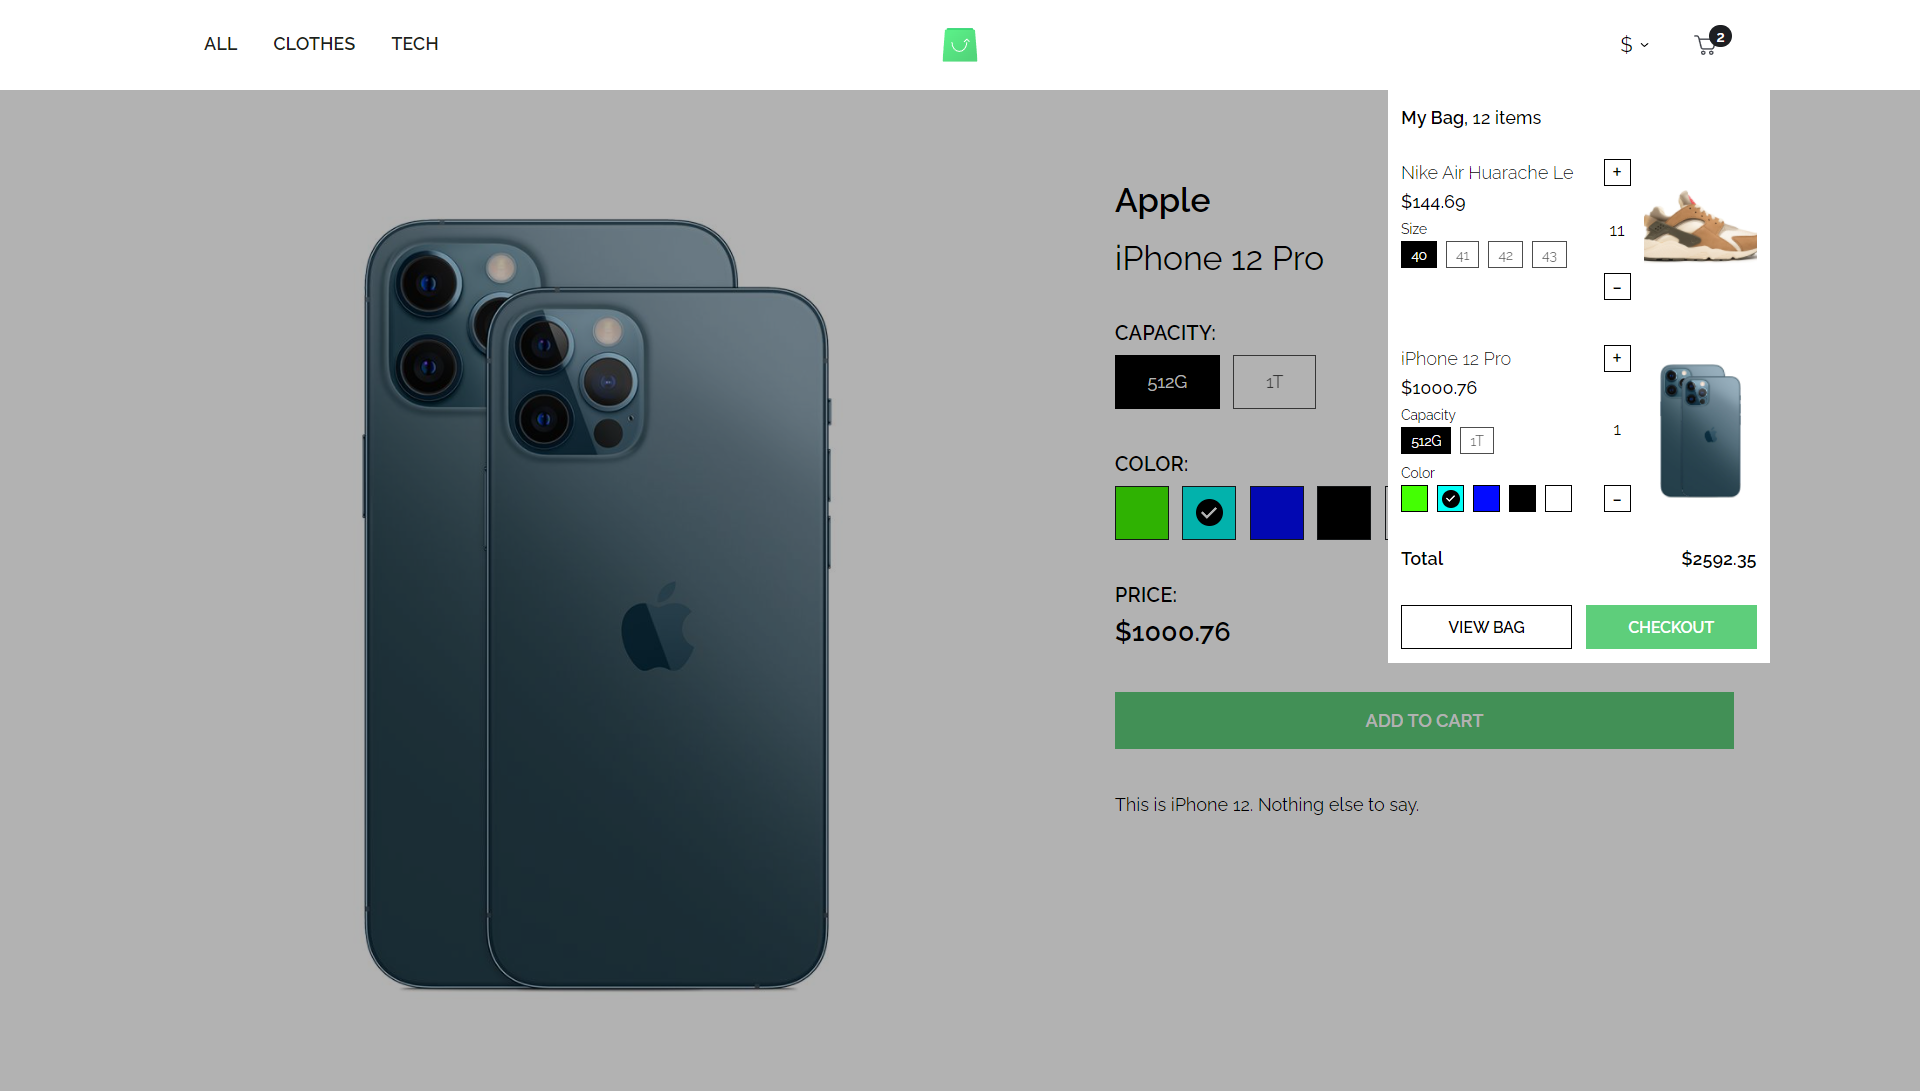 ALL CLOTHES TECH $ 2
My Bag, 12 items
Nike Air Huarache Le +
$144.69
Size 11
40 41 42 43
-
iPhone 12 Pro +
$1000.76
Capacity
512G 1T 1
Color
-
Total $2592.35
VIEW BAG CHECKOUT
Apple
iPhone 12 Pro
CAPACITY:
512G 1T
COLOR:
PRICE:
$1000.76
ADD TO CART
This is iPhone 12. Nothing else to say.